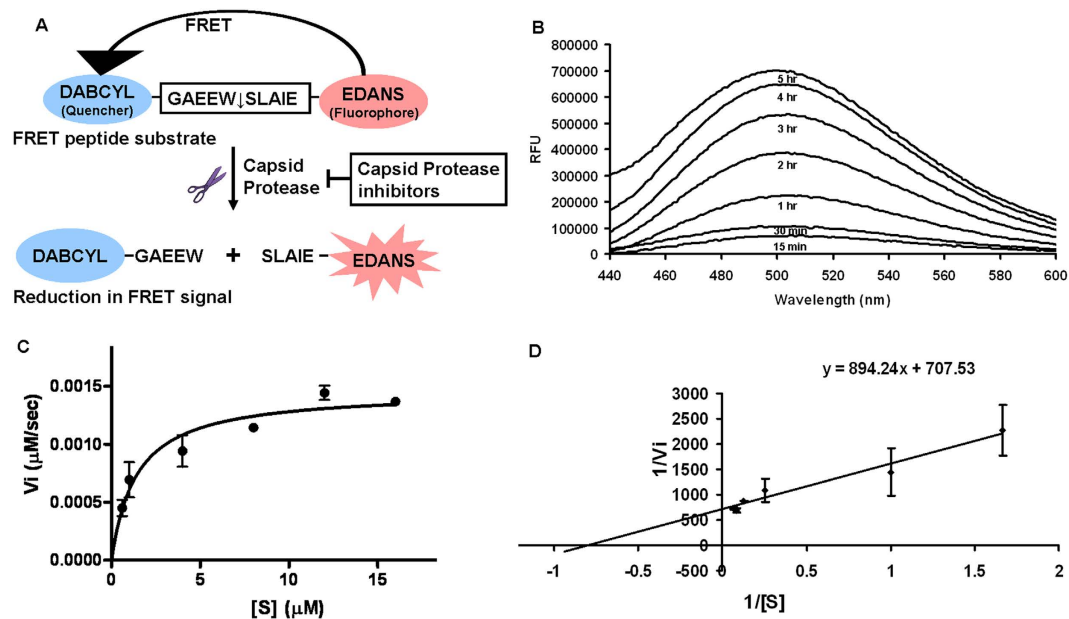 A
FRET
DABCYL
(Quencher)
GAEEW↓SLAIE
EDANS
(Fluorophore)
FRET peptide substrate
Capsid
Protease
Capsid Protease
inhibitors
DABCYL
GAEEW
+
SLAIE
EDANS
Reduction in FRET signal
B
800000
700000
600000
500000
400000
300000
200000
100000
0
RFU
5 hr
4 hr
3 hr
2 hr
1 hr
30 min
15 min
440 460 480 500 520 540 560 580 600
Wavelength (nm)
C
0.0015
0.0010
0.0005
0.0000
Vi (μM/sec)
0 5 10 15
[S] (μM)
D
y = 894.24x + 707.53
3000
2500
2000
1500
1000
500
0
-500
1/Vi
-1 -0.5 0 0.5 1 1.5 2
1/[S]